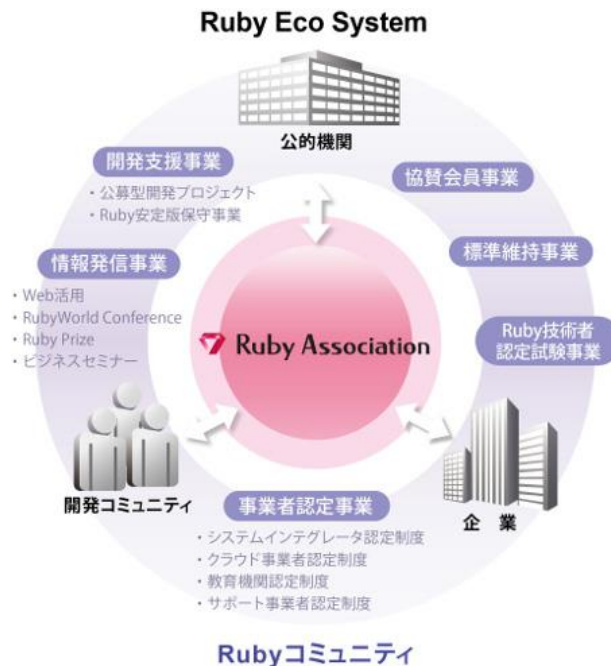 Ruby Eco System
公的機関
開発支援事業
・公募型開発プロジェクト
・Ruby安定版保守事業
協賛会員事業
情報発信事業
・Web活用
・RubyWorld Conference
・Ruby Prize
・ビジネスセミナー
標準維持事業
Ruby Association
Ruby技術者
認定試験事業
開発コミュニティ
企　業
事業者認定事業
・システムインテグレータ認定制度
・クラウド事業者認定制度
・教育機関認定制度
・サポート事業者認定制度
Rubyコミュニティ